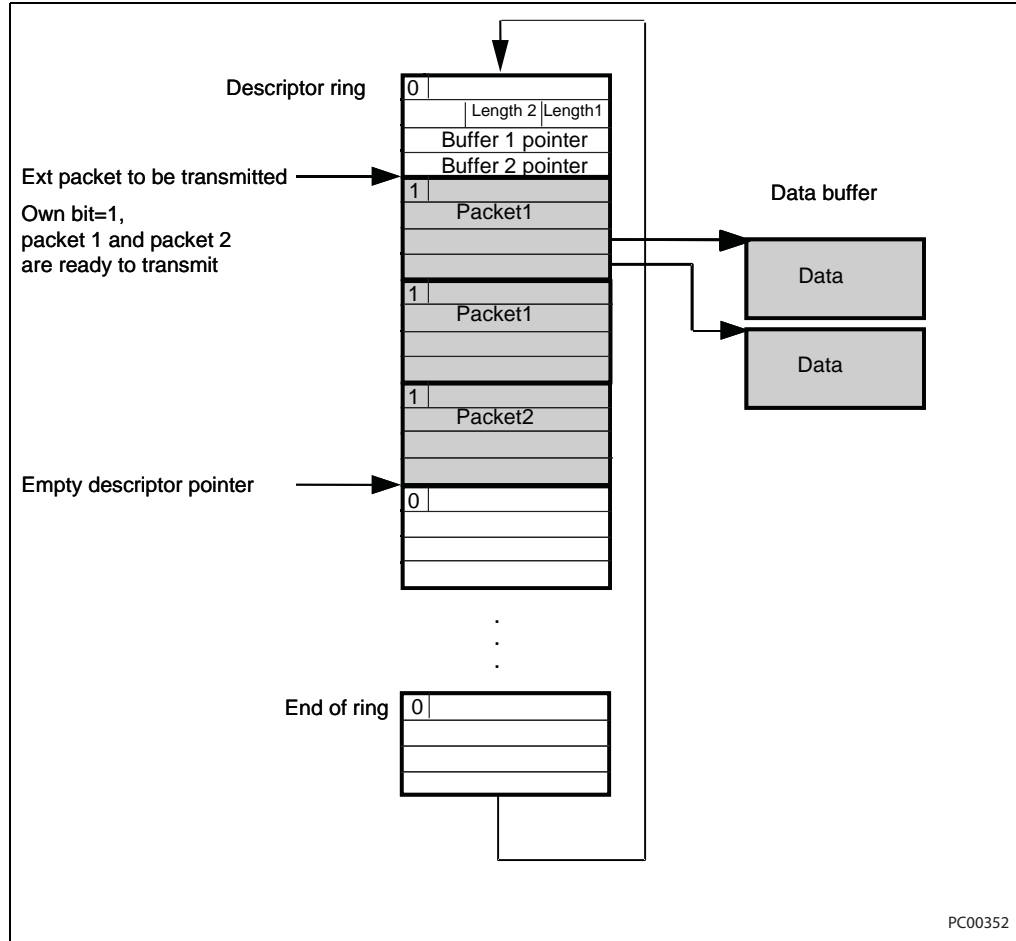 Descriptor ring
0
Length 2 Length1
Buffer 1 pointer
Buffer 2 pointer
Ext packet to be transmitted
Own bit=1,
packet 1 and packet 2
are ready to transmit
1
Packet1
Data buffer
Data
1
Packet1
Data
1
Packet2
Empty descriptor pointer
0
.
.
.
End of ring
0
PC00352